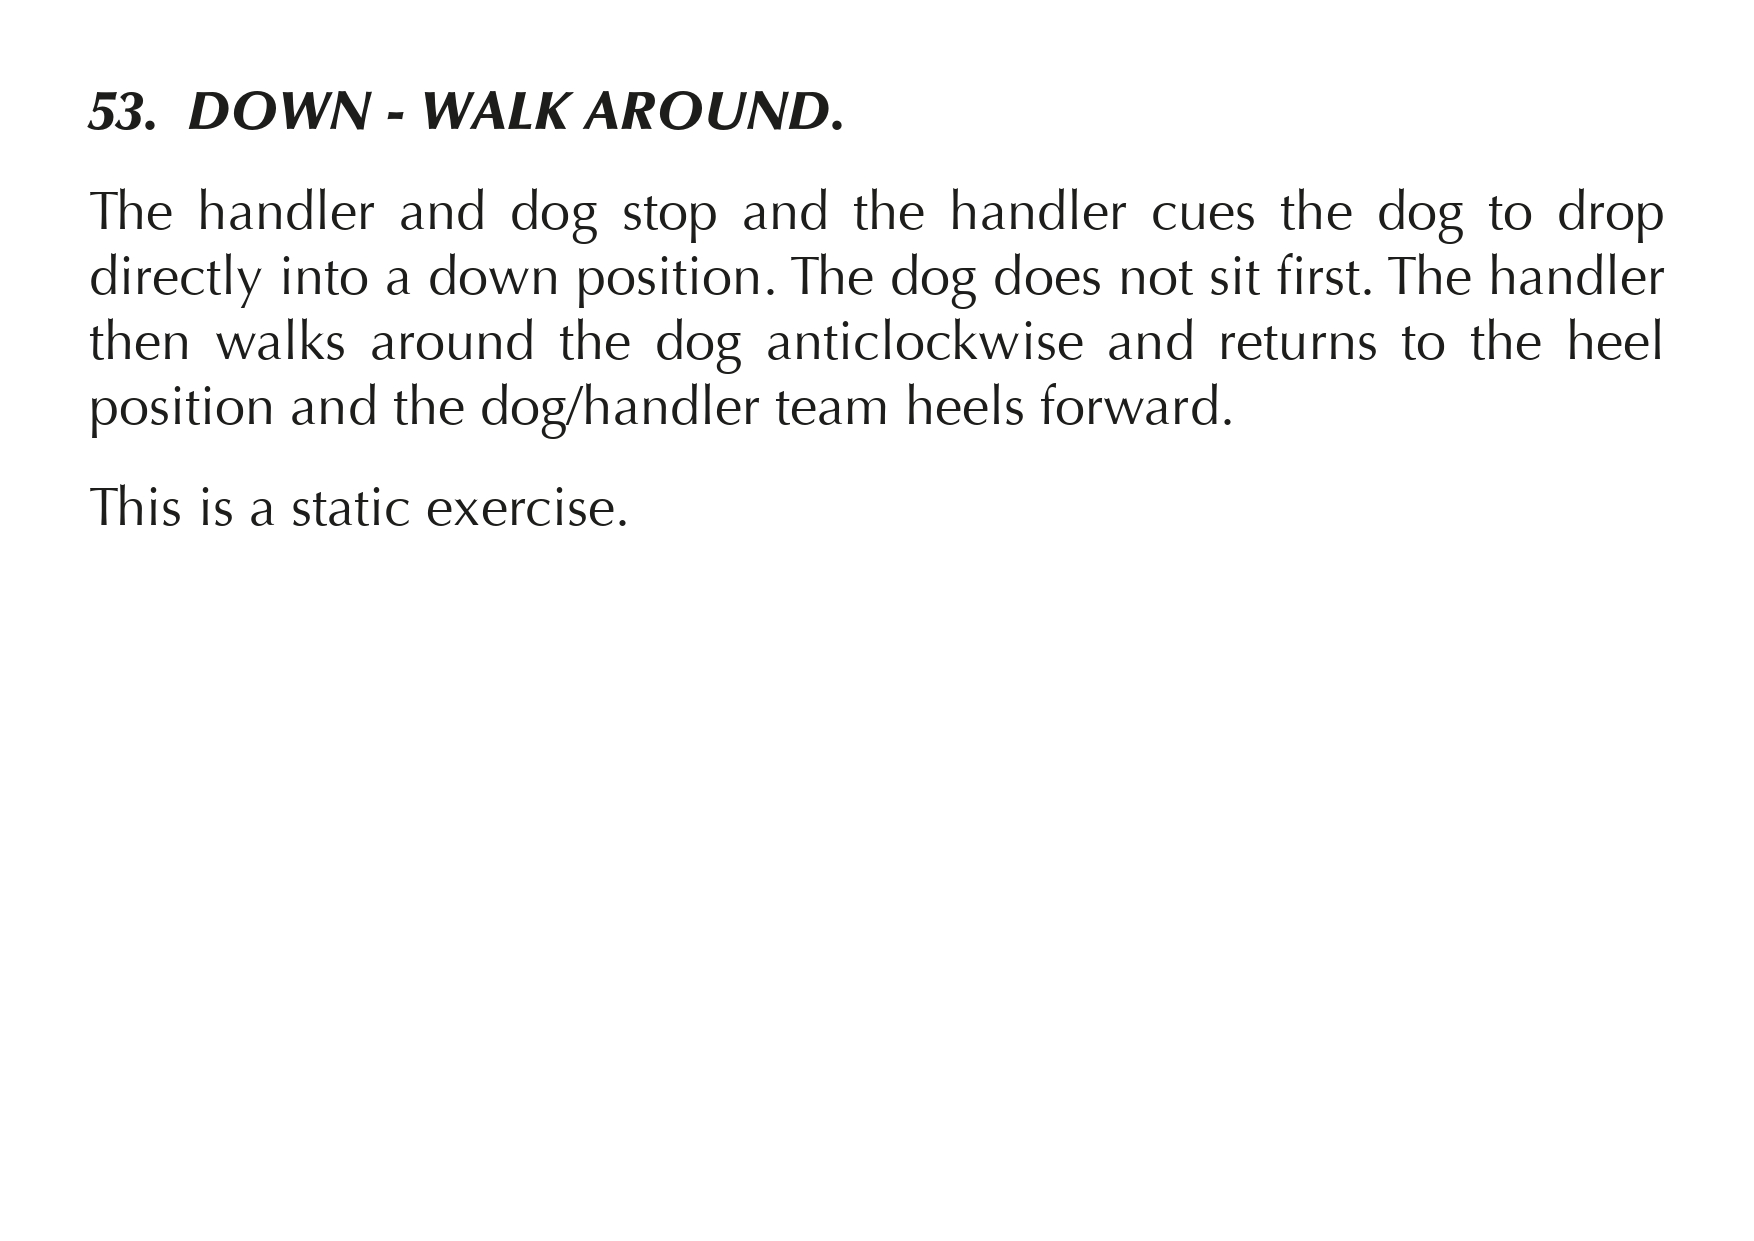 53. DOWN - WALK AROUND.
The handler and dog stop and the handler cues the dog to drop
directly into a down position. The dog does not sit first. The handler
then walks around the dog anticlockwise and returns to the heel
position and the dog/handler team heels forward.
This is a static exercise.